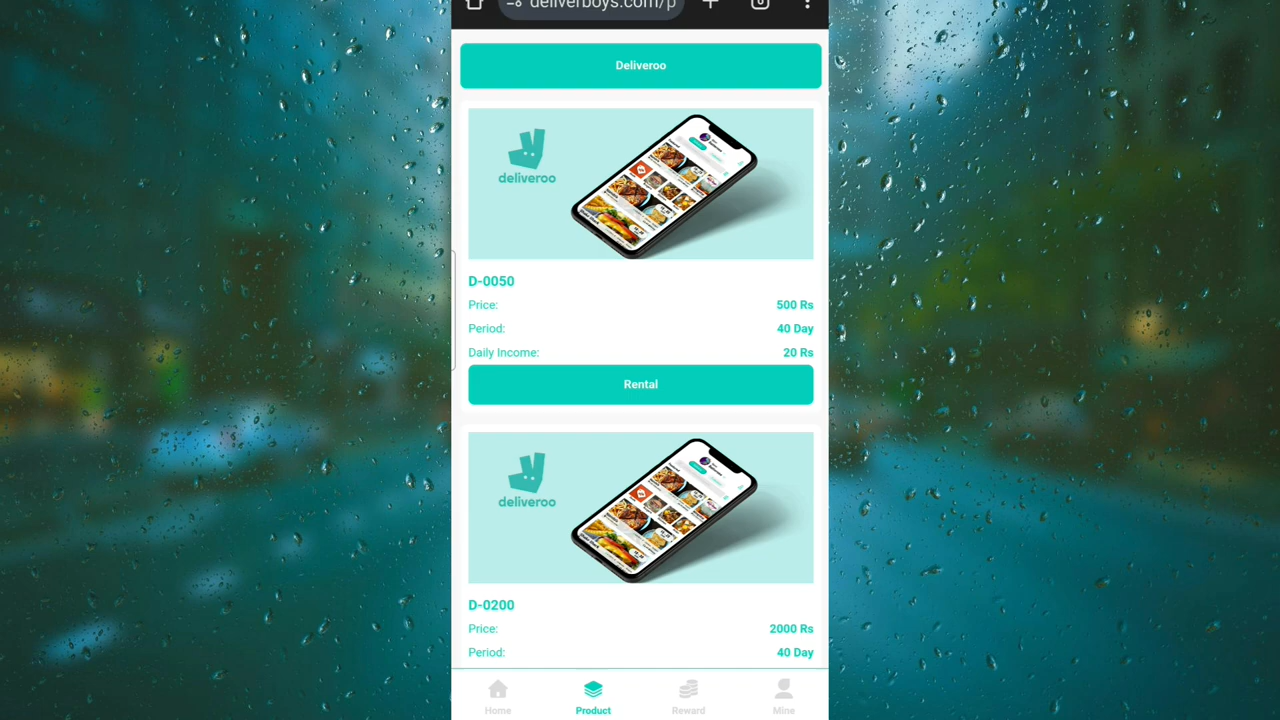 deliverboys.com/p
Deliveroo
deliveroo
D-0050
Price: 500 Rs
Period: 40 Day
Daily Income: 20 Rs
Rental
deliveroo
D-0200
Price: 2000 Rs
Period: 40 Day
Home Product Reward Mine